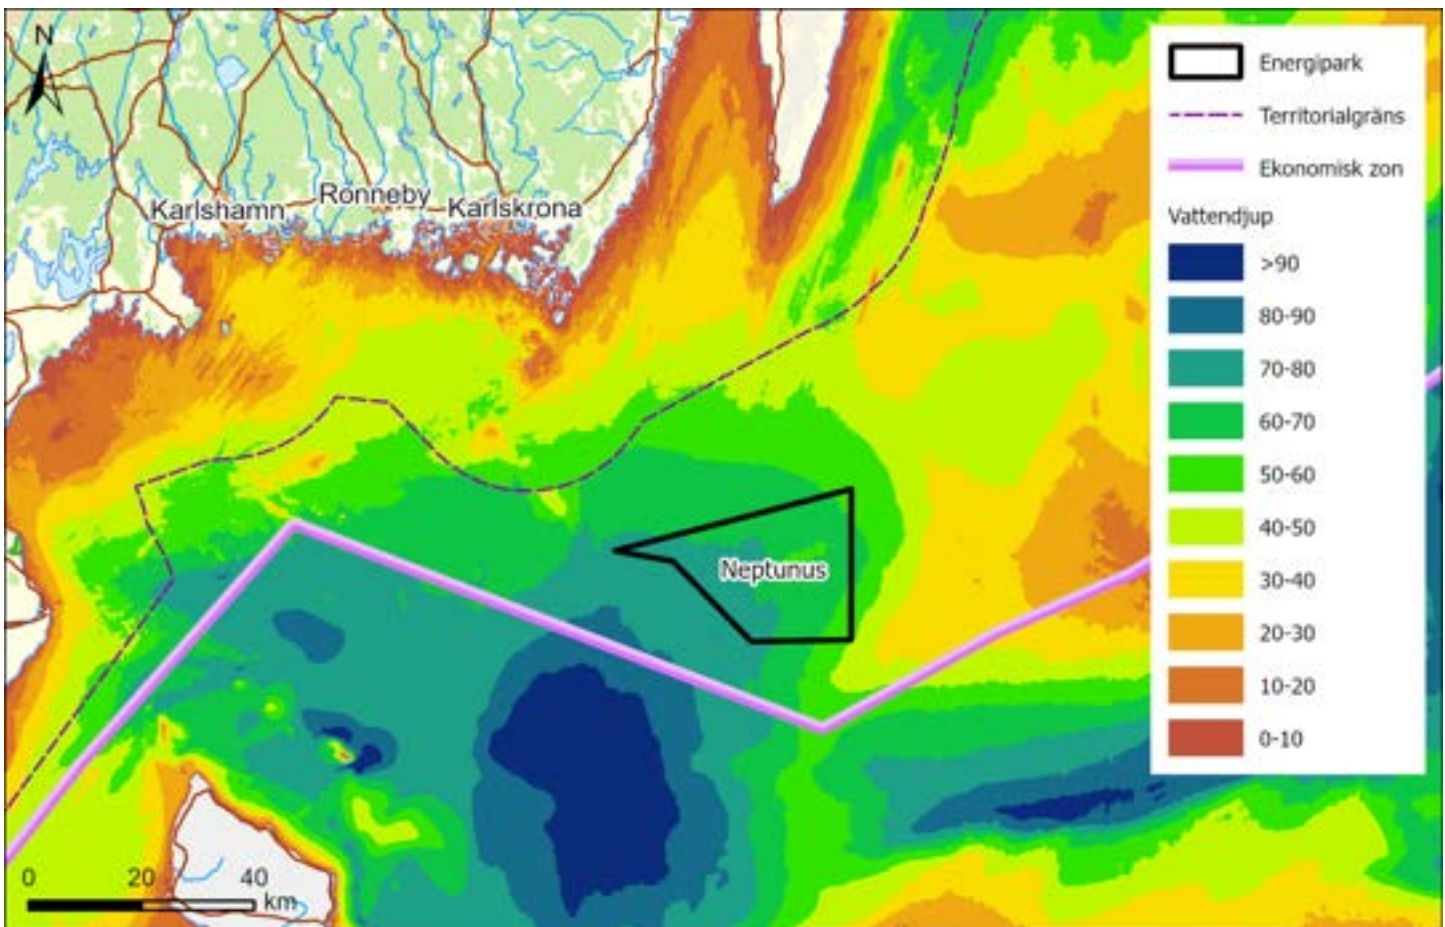 N
Karlshamn
Ronneby
Karlskrona
Neptunus
0 20 40
km
Energipark
Territorialgräns
Ekonomisk zon
Vattendjup
>90
80-90
70-80
60-70
50-60
40-50
30-40
20-30
10-20
0-10